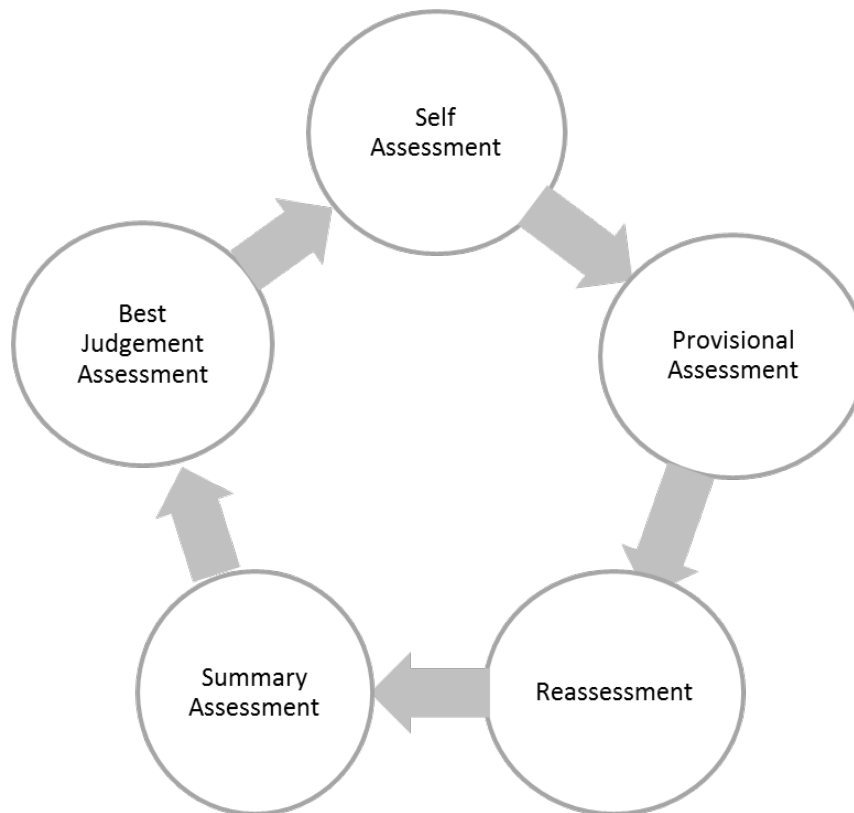 Self
Assessment
Provisional
Assessment
Reassessment
Summary
Assessment
Best
Judgement
Assessment